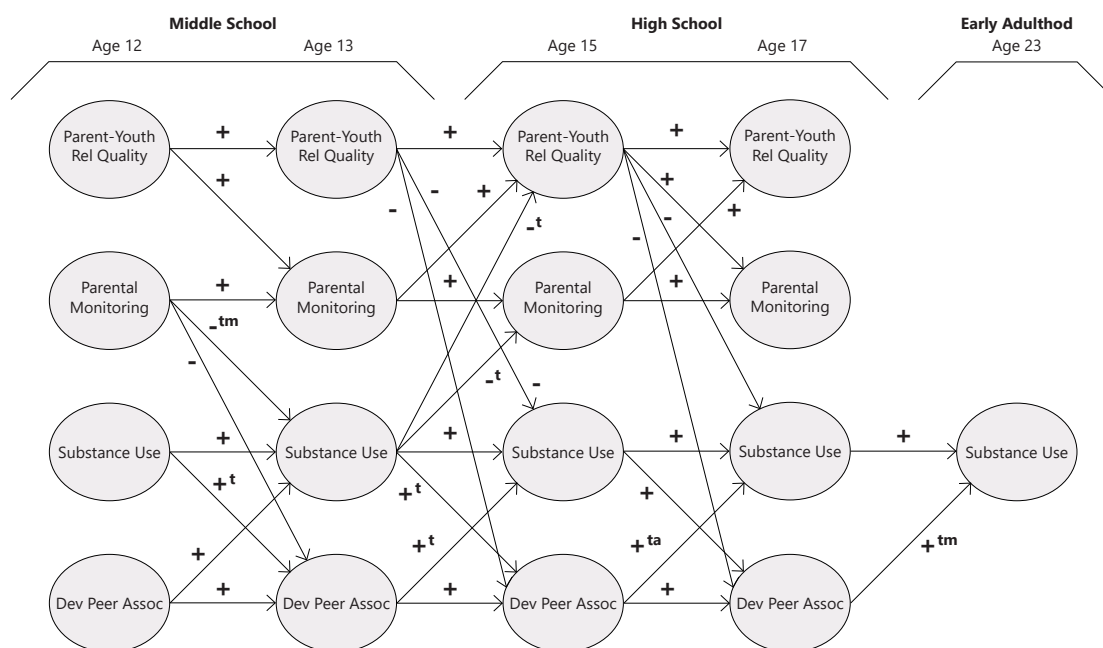 Middle School
High School
Early Adulthod
Age 12
Age 13
Age 15
Age 17
Age 23
Parent-Youth
Rel Quality
+
Parent-Youth
Rel Quality
+
Parent-Youth
Rel Quality
+
Parent-Youth
Rel Quality
+
-
+
+
-
-
-t
-
+
Parental
Monitoring
+
Parental
Monitoring
+
Parental
Monitoring
+
Parental
Monitoring
-tm
-
-t
-
Substance Use
+
Substance Use
+
Substance Use
+
Substance Use
+
Substance Use
+t
+t
+
+
+t
+ta
+tm
Dev Peer Assoc
+
Dev Peer Assoc
+
Dev Peer Assoc
+
Dev Peer Assoc